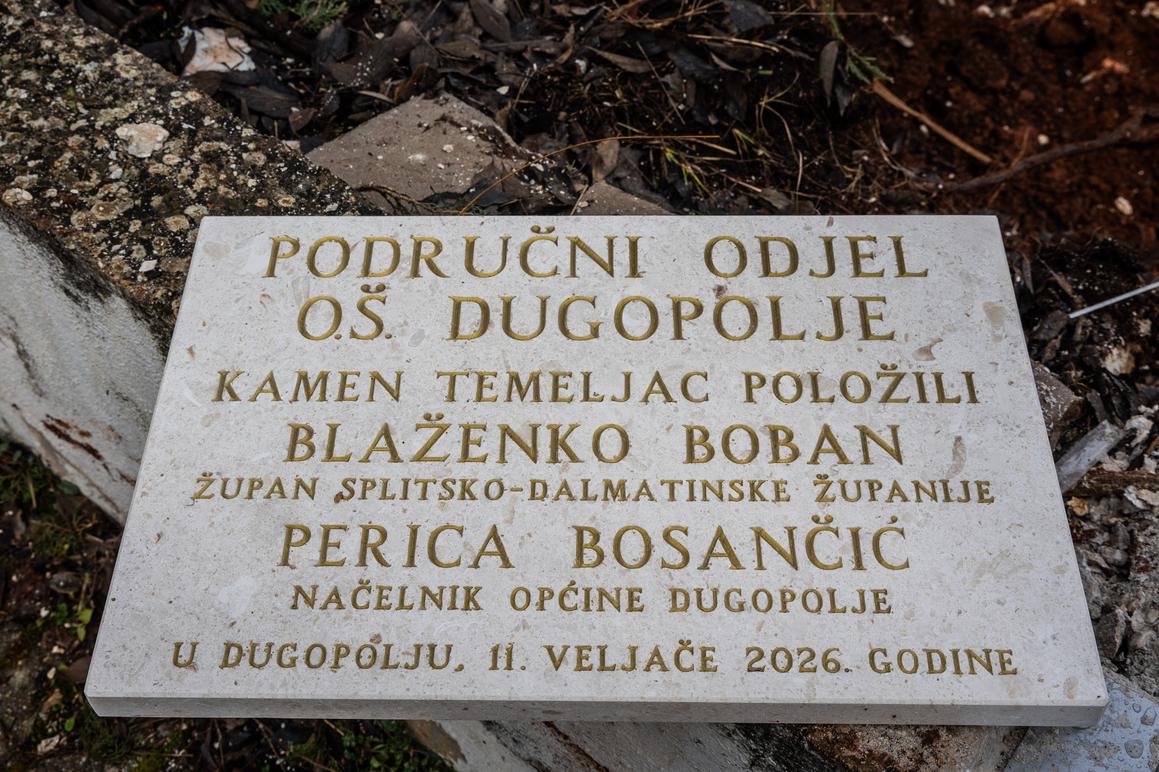 PODRUČNI ODJEL
O.Š. DUGOPOLJE
KAMEN TEMELJAC POLOŽILI
BLAŽENKO BOBAN
ŽUPAN SPLITSKO-DALMATINSKE ŽUPANIJE
PERICA BOSANČIĆ
NAČELNIK OPĆINE DUGOPOLJE
U DUGOPOLJU, 11. VELJAČE 2026. GODINE